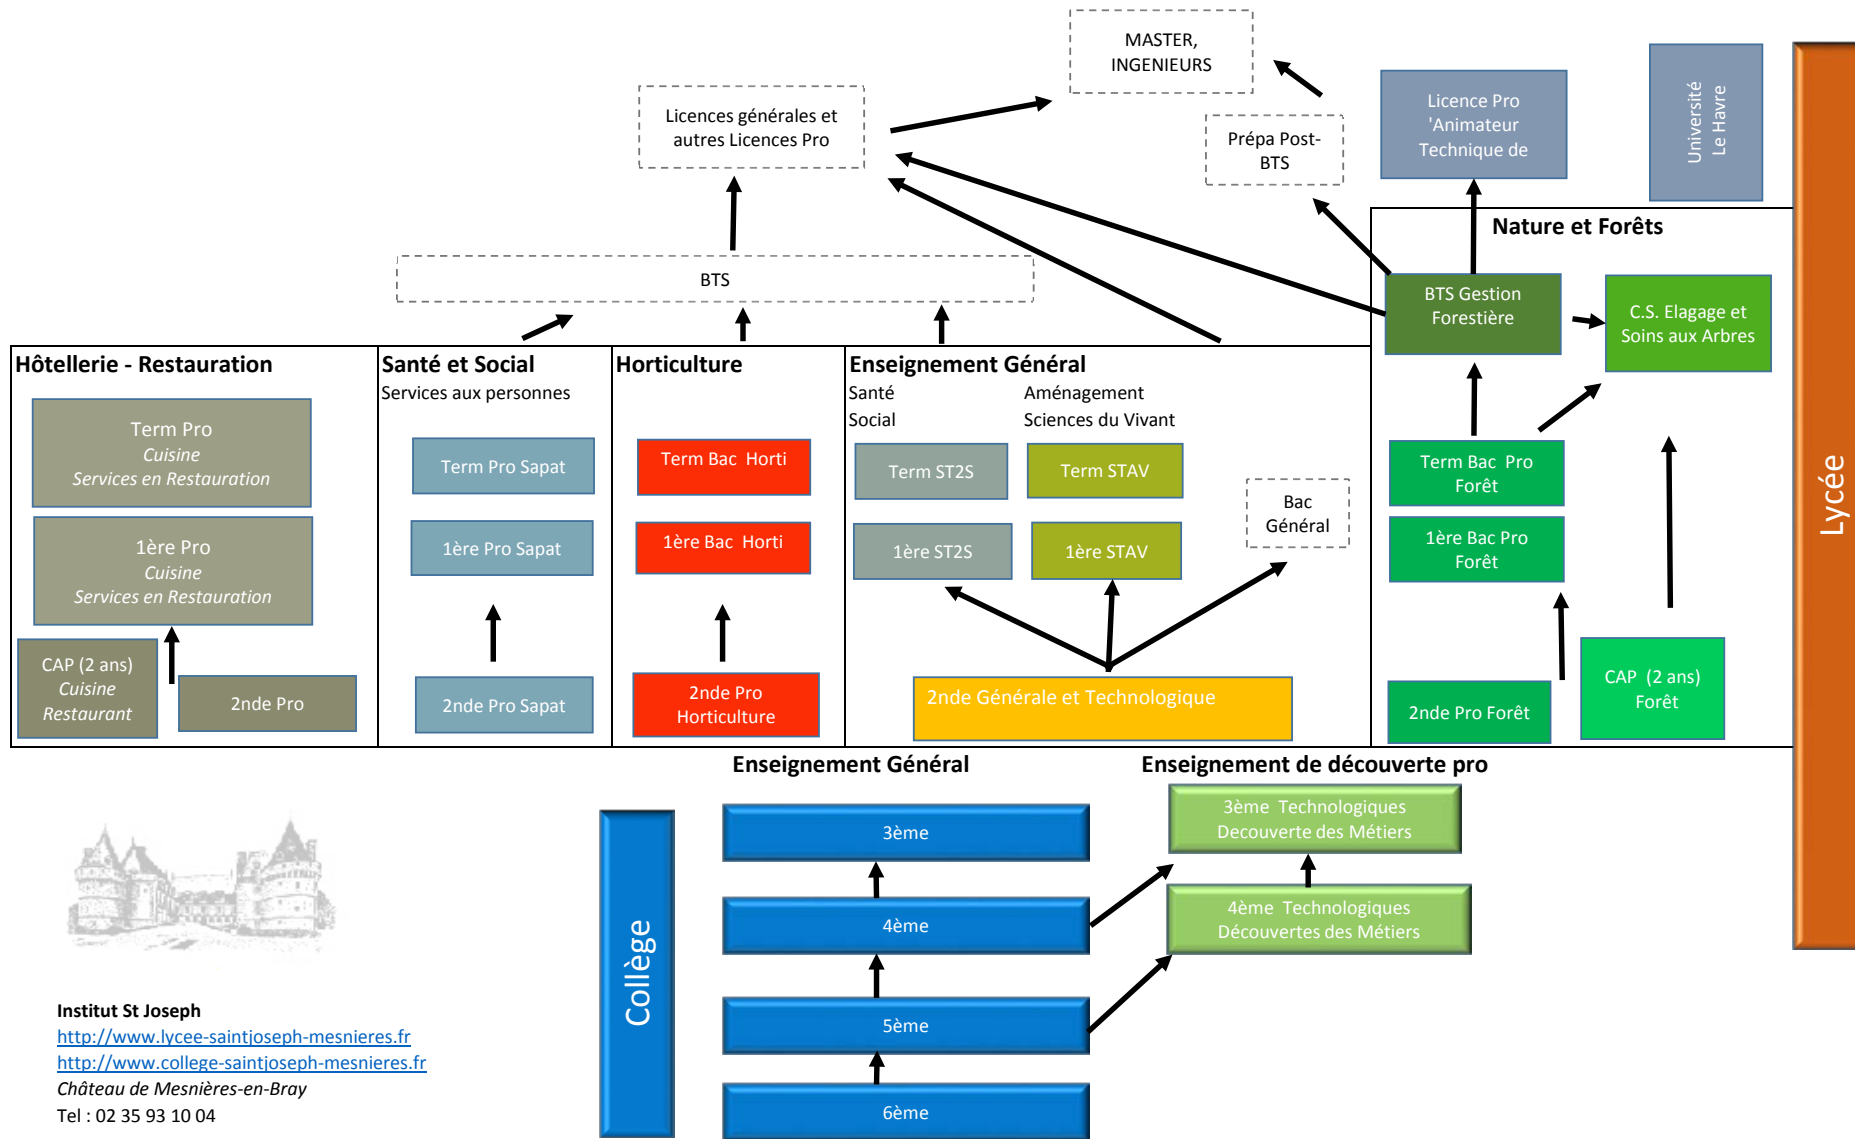 MASTER,
INGENIEURS
Licences générales et
autres Licences Pro
Prépa Post-
BTS
Licence Pro
'Animateur
Technique de
Université
Le Havre
BTS
Nature et Forêts
BTS Gestion
Forestière
C.S. Elagage et
Soins aux Arbres
Term Bac Pro
Forêt
1ère Bac Pro
Forêt
2nde Pro Forêt
CAP (2 ans)
Forêt
Lycée
Hôtellerie - Restauration
Term Pro
Cuisine
Services en Restauration
1ère Pro
Cuisine
Services en Restauration
CAP (2 ans)
Cuisine
Restaurant
2nde Pro
Santé et Social
Services aux personnes
Term Pro Sapat
1ère Pro Sapat
2nde Pro Sapat
Horticulture
Term Bac Horti
1ère Bac Horti
2nde Pro
Horticulture
Enseignement Général
Santé
Social
Aménagement
Sciences du Vivant
Term ST2S
Term STAV
1ère ST2S
1ère STAV
Bac
Général
2nde Générale et Technologique
Enseignement Général
Enseignement de découverte pro
Collège
3ème
4ème
5ème
6ème
3ème Technologiques
Decouverte des Métiers
4ème Technologiques
Découvertes des Métiers
Institut St Joseph
http://www.lycee-saintjoseph-mesnieres.fr
http://www.college-saintjoseph-mesnieres.fr
Château de Mesnières-en-Bray
Tel : 02 35 93 10 04